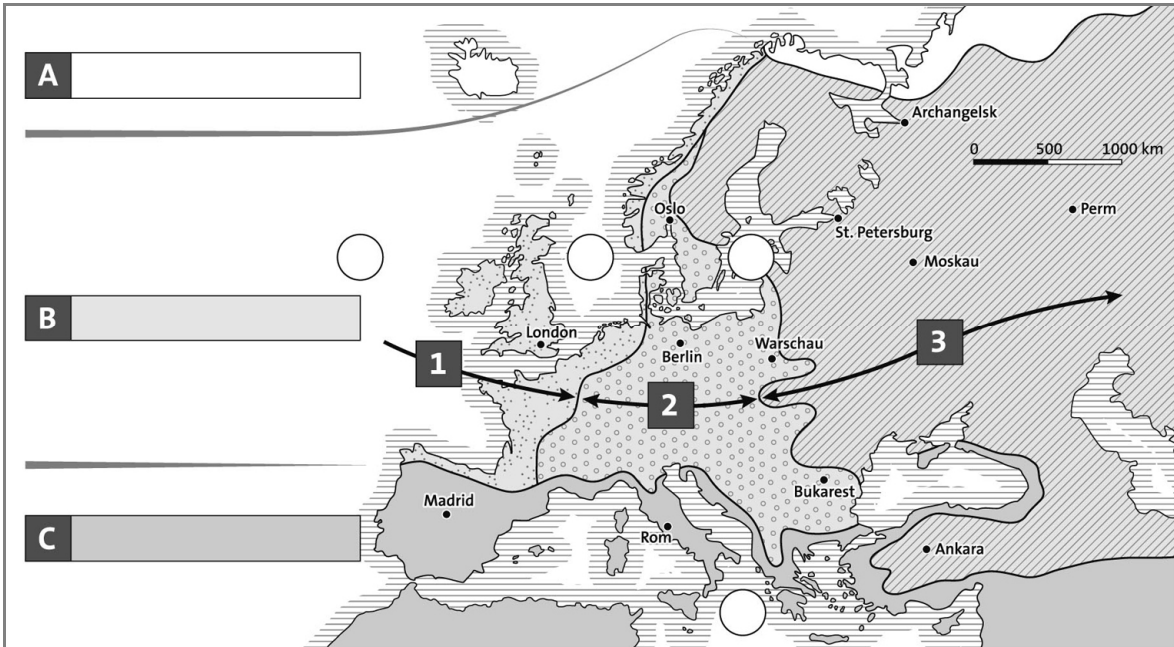 A
Archangelsk
0 500 1000 km
Oslo
Perm
St. Petersburg
Moskau
B
London
Berlin
Warschau
1
2
3
Madrid
Bukarest
C
Rom
Ankara